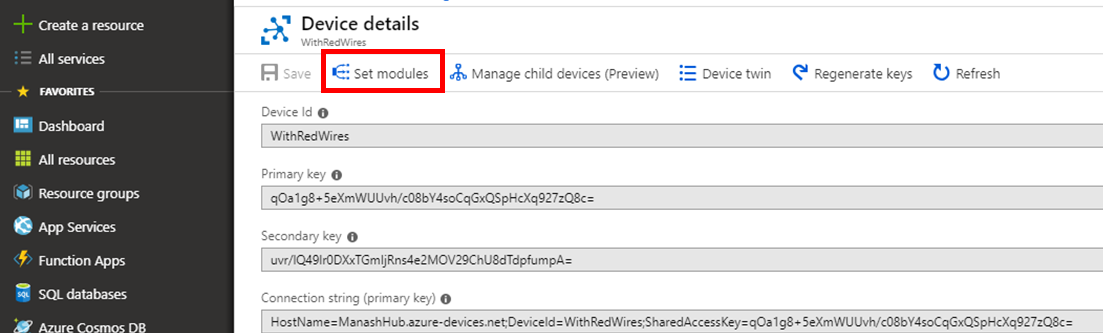 Create a resource
All services
FAVORITES
Dashboard
All resources
Resource groups
App Services
Function Apps
SQL databases
Azure Cosmos DB
Device details
WithRedWires
Save
Set modules
Manage child devices (Preview)
Device twin
Regenerate keys
Refresh
Device Id
WithRedWires
Primary key
qOa1g8+5eXmWUUvh/c08bY4soCqGxQSpHcXq927zQ8c=
Secondary key
uvr/IQ49Ir0DXxTGmIjRns4e2MOV29ChU8dTdpfumpA=
Connection string (primary key)
HostName=ManashHub.azure-devices.net;DeviceId=WithRedWires;SharedAccessKey=qOa1g8+5eXmWUUvh/c08bY4soCqGxQSpHcXq927zQ8c=